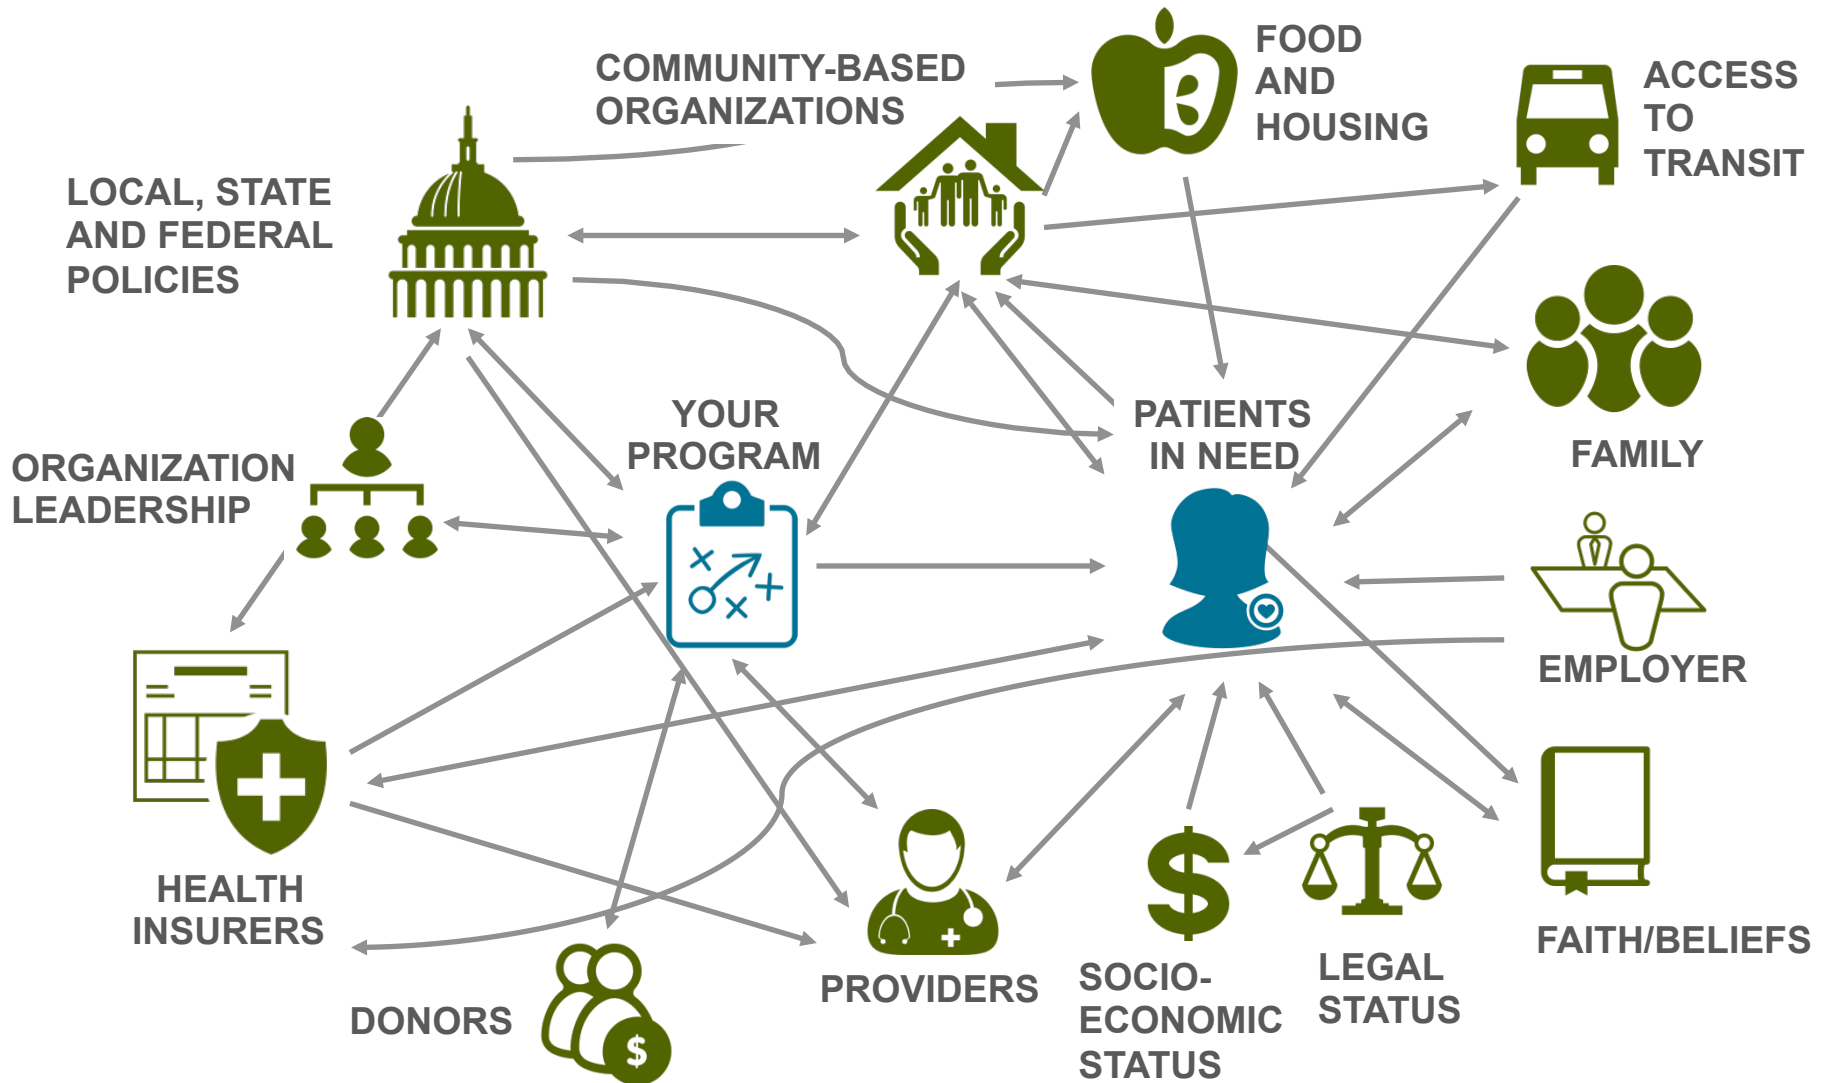 COMMUNITY-BASED
ORGANIZATIONS
FOOD
AND
HOUSING
ACCESS
TO
TRANSIT
LOCAL, STATE
AND FEDERAL
POLICIES
YOUR
PROGRAM
PATIENTS
IN NEED
FAMILY
ORGANIZATION
LEADERSHIP
EMPLOYER
HEALTH
INSURERS
DONORS
$
PROVIDERS
$
SOCIO-
ECONOMIC
STATUS
LEGAL
STATUS
FAITH/BELIEFS